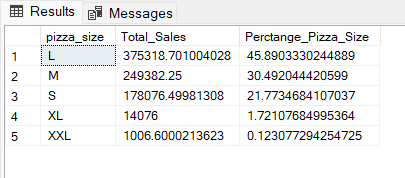 Results Messages
pizza_size Total_Sales Perctange_Pizza_Size
1 L 375318.701004028 45.8903330244889
2 M 249382.25 30.492044420599
3 S 178076.49981308 21.7734684107037
4 XL 14076 1.72107684995364
5 XXL 1006.6000213623 0.123077294254725